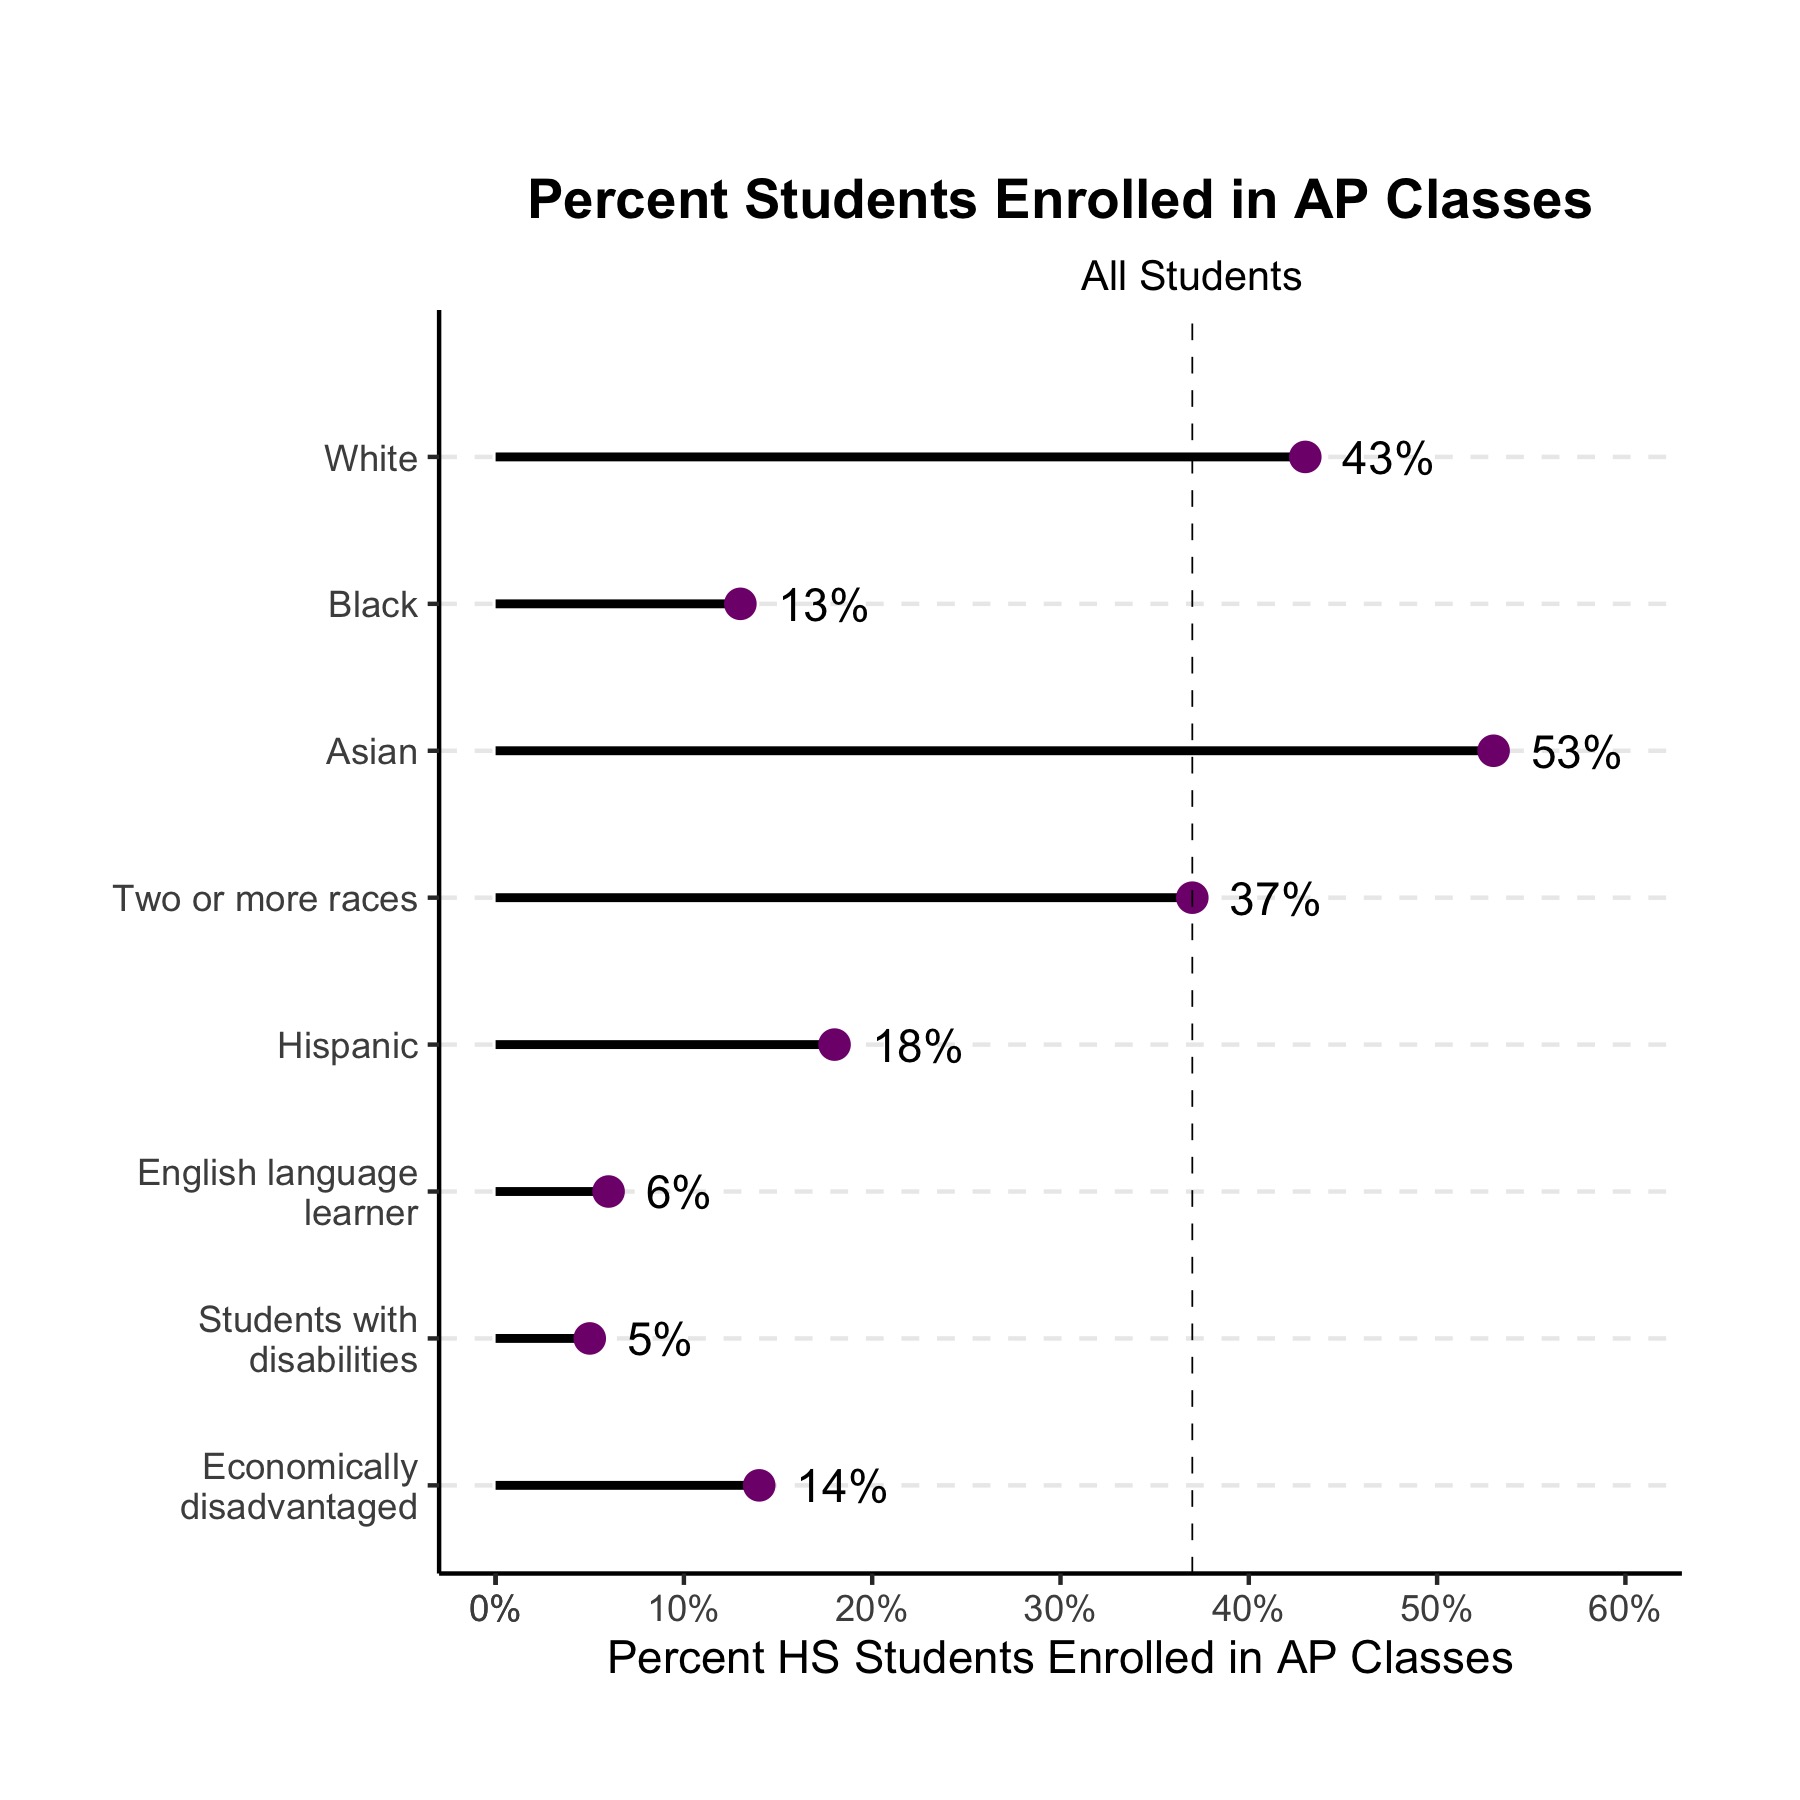 Percent Students Enrolled in AP Classes
All Students
White
43%
Black
13%
Asian
53%
Two or more races
37%
Hispanic
18%
English language
learner
6%
Students with
disabilities
5%
Economically
disadvantaged
14%
0% 10% 20% 30% 40% 50% 60%
Percent HS Students Enrolled in AP Classes